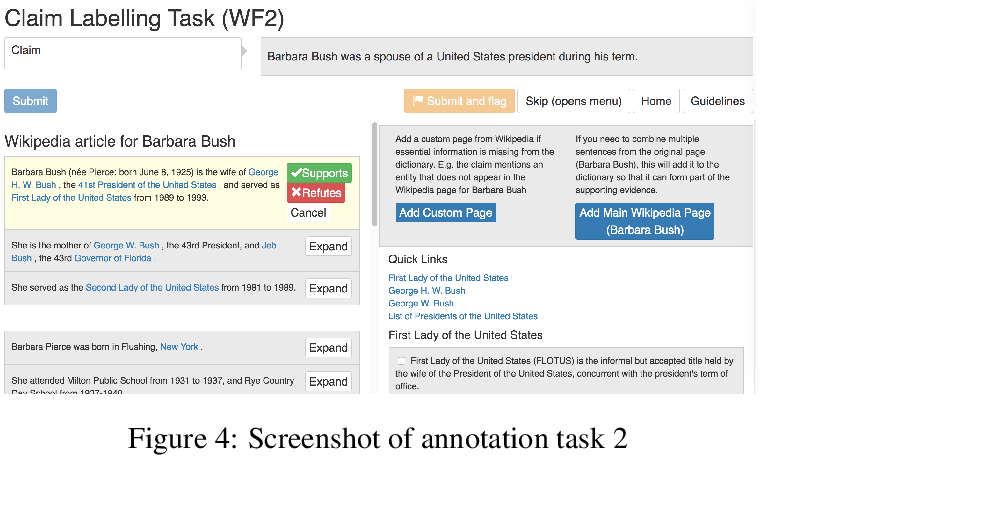 Claim Labelling Task (WF2)
Claim
Barbara Bush was a spouse of a United States president during his term.
Submit
Submit and flag
Skip (opens menu)
Home
Guidelines
Wikipedia article for Barbara Bush
Barbara Bush (née Pierce; born June 8, 1925) is the wife of George
H. W. Bush , the 41st President of the United States , and served as
First Lady of the United States from 1989 to 1993.
Supports
Refutes
Cancel
She is the mother of George W. Bush , the 43rd President, and Jeb
Bush , the 43rd Governor of Florida .
Expand
She served as the Second Lady of the United States from 1981 to 1989.
Expand
Barbara Pierce was born in Flushing, New York .
Expand
She attended Milton Public School from 1931 to 1937, and Rye Country
Day School from 1937-1940.
Expand
Add a custom page from Wikipedia if
essential information is missing from the
dictionary. E.g. the claim mentions an
entity that does not appear in the
Wikipedia page for Barbara Bush
Add Custom Page
If you need to combine multiple
sentences from the original page
(Barbara Bush), this will add it to the
dictionary so that it can form part of the
supporting evidence.
Add Main Wikipedia Page
(Barbara Bush)
Quick Links
First Lady of the United States
George H. W. Bush
George W. Bush
List of Presidents of the United States
First Lady of the United States
First Lady of the United States (FLOTUS) is the informal but accepted title held by
the wife of the President of the United States, concurrent with the president's term of
office.
Figure 4: Screenshot of annotation task 2